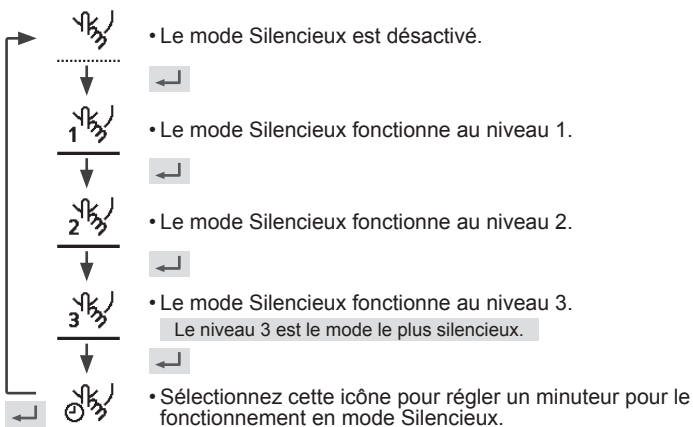 • Le mode Silencieux est désactivé.
1
• Le mode Silencieux fonctionne au niveau 1.
2
• Le mode Silencieux fonctionne au niveau 2.
3
• Le mode Silencieux fonctionne au niveau 3.
Le niveau 3 est le mode le plus silencieux.
• Sélectionnez cette icône pour régler un minuteur pour le
fonctionnement en mode Silencieux.